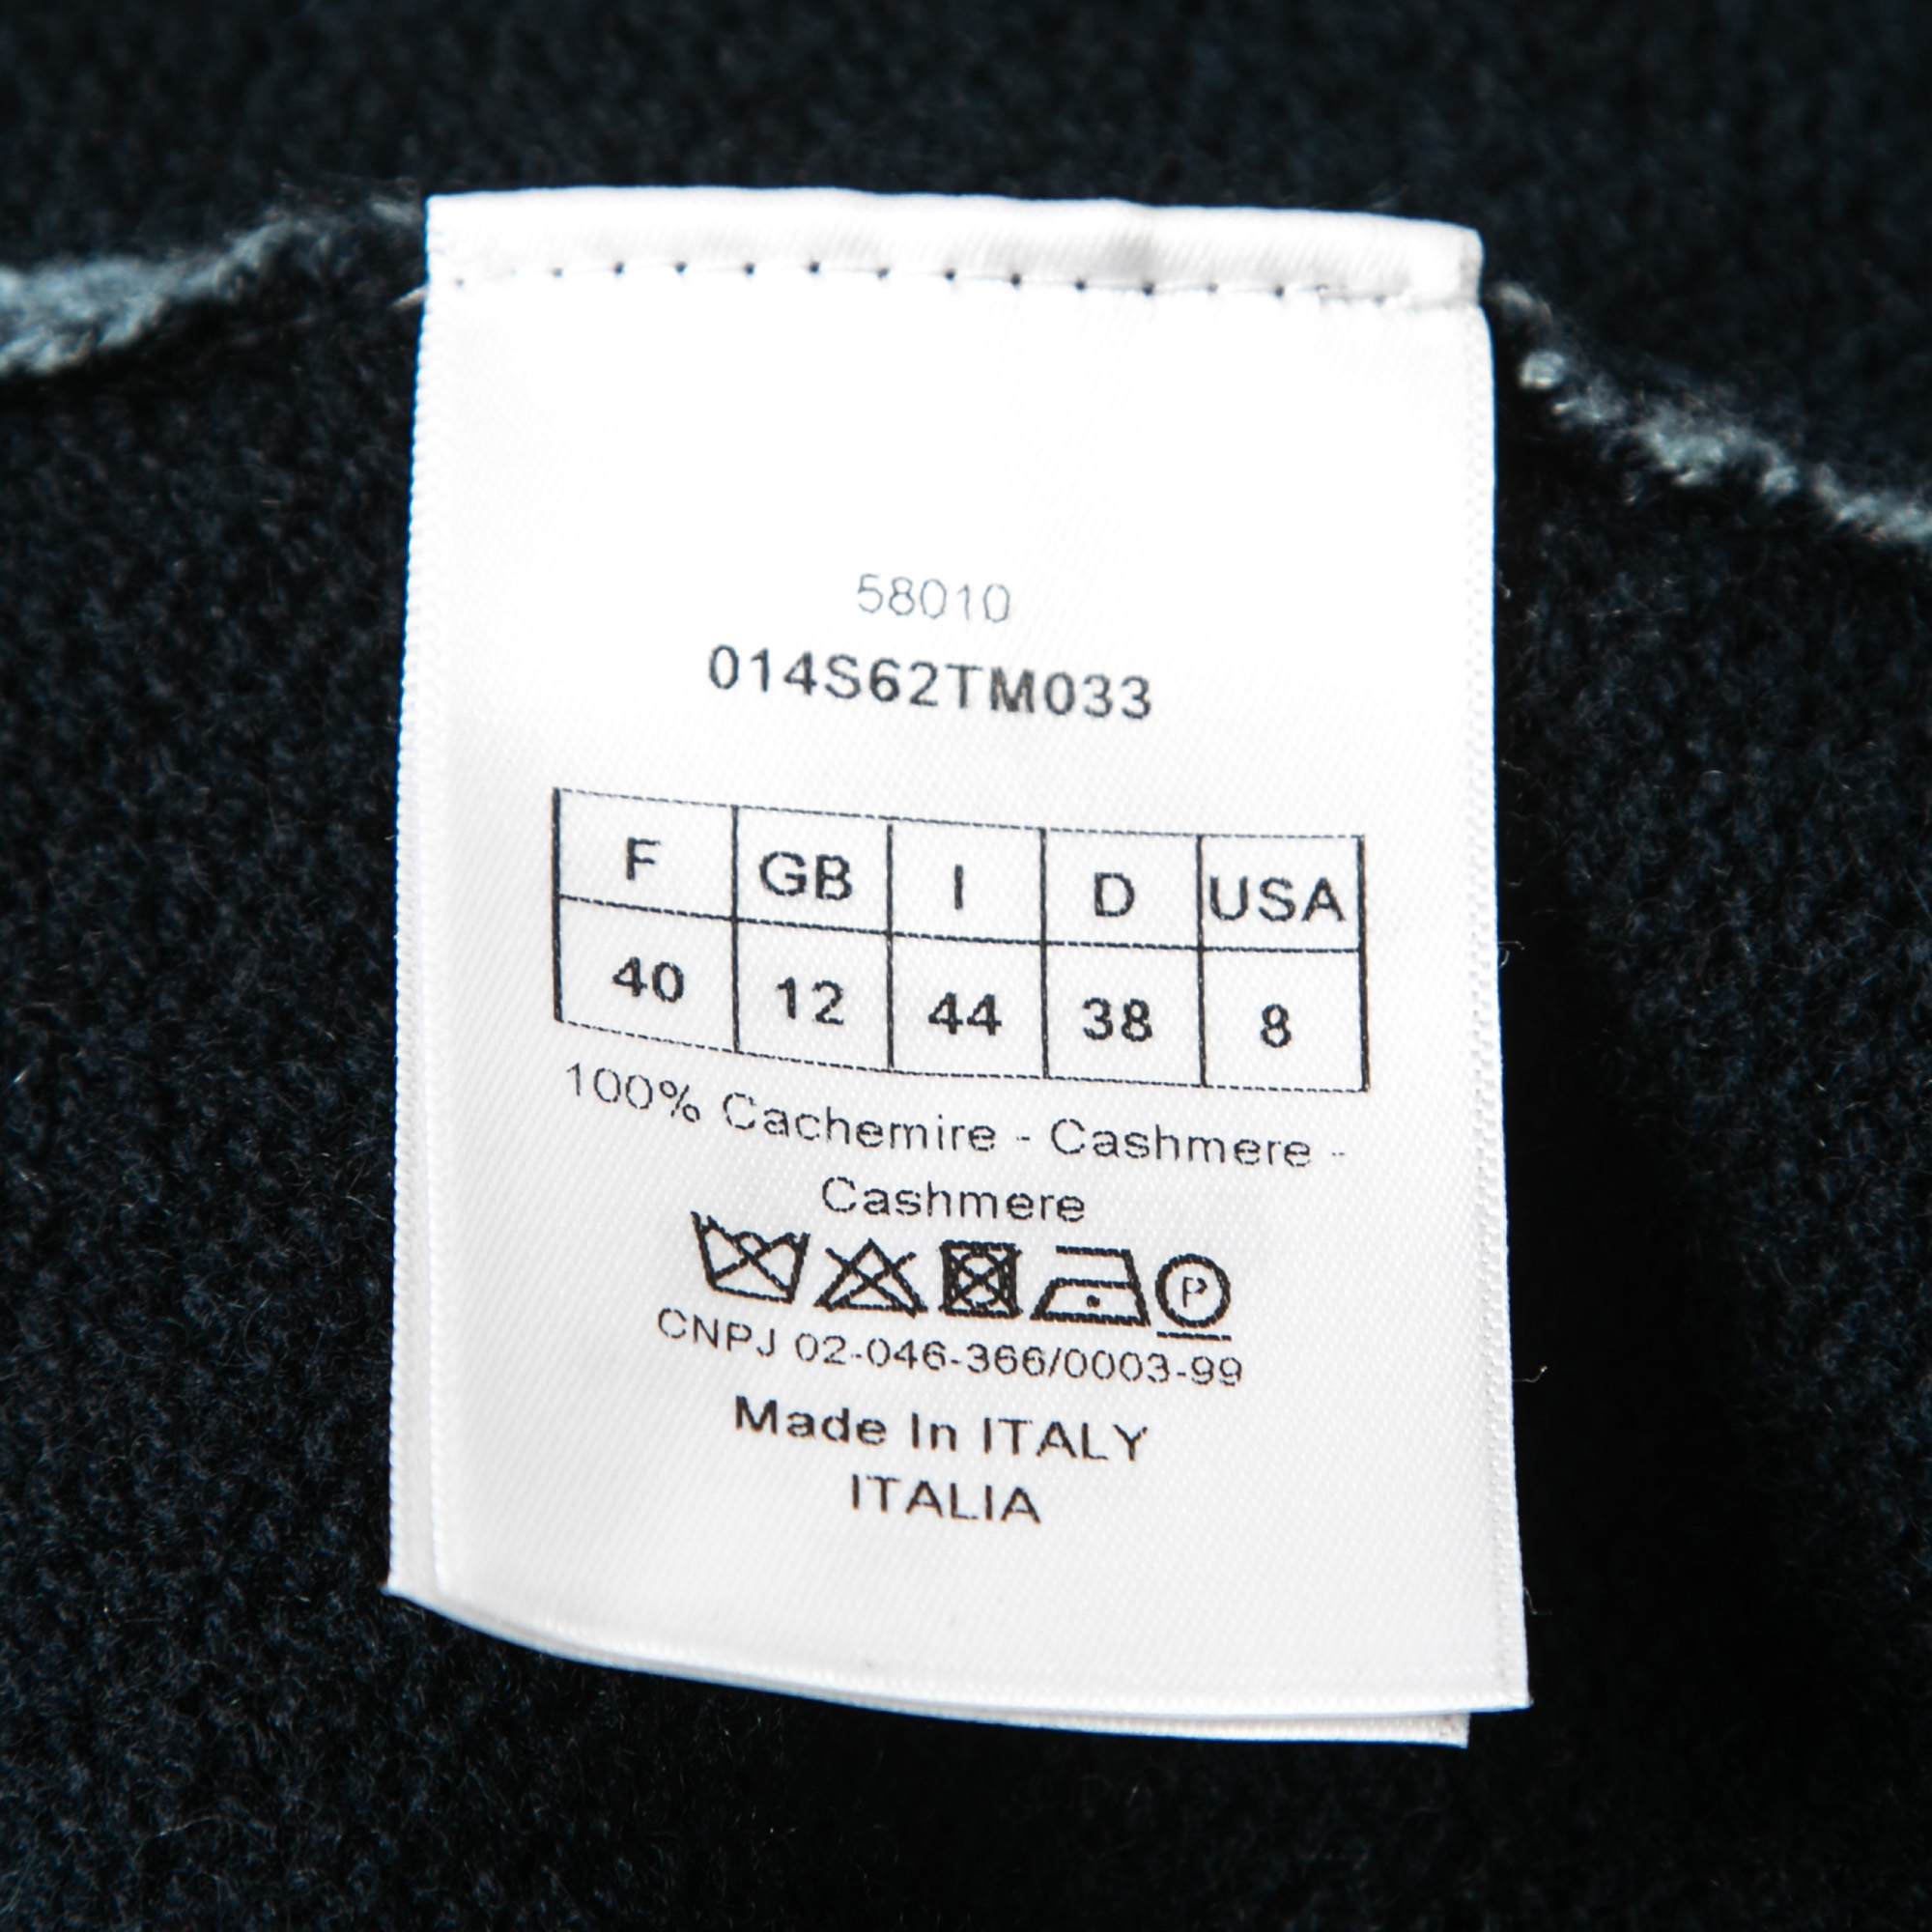 58010
014S62TM033
F GB I D USA
40 12 44 38 8
100% Cachemire - Cashmere -
Cashmere
P
CNPJ 02-046-366/0003-99
Made In ITALY
ITALIA